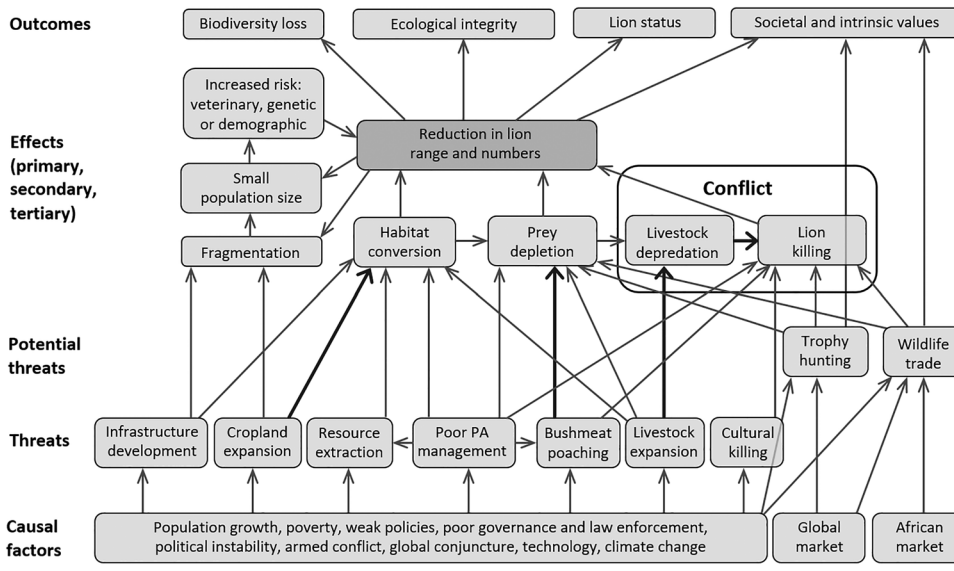 Outcomes
Biodiversity loss
Ecological integrity
Lion status
Societal and intrinsic values
Effects
(primary,
secondary,
tertiary)
Increased risk:
veterinary, genetic
or demographic
Reduction in lion
range and numbers
Small
population size
Conflict
Fragmentation
Habitat
conversion
Prey
depletion
Livestock
depredation
Lion
killing
Potential
threats
Trophy
hunting
Wildlife
trade
Threats
Infrastructure
development
Cropland
expansion
Resource
extraction
Poor PA
management
Bushmeat
poaching
Livestock
expansion
Cultural
killing
Causal
factors
Population growth, poverty, weak policies, poor governance and law enforcement,
political instability, armed conflict, global conjuncture, technology, climate change
Global
market
African
market